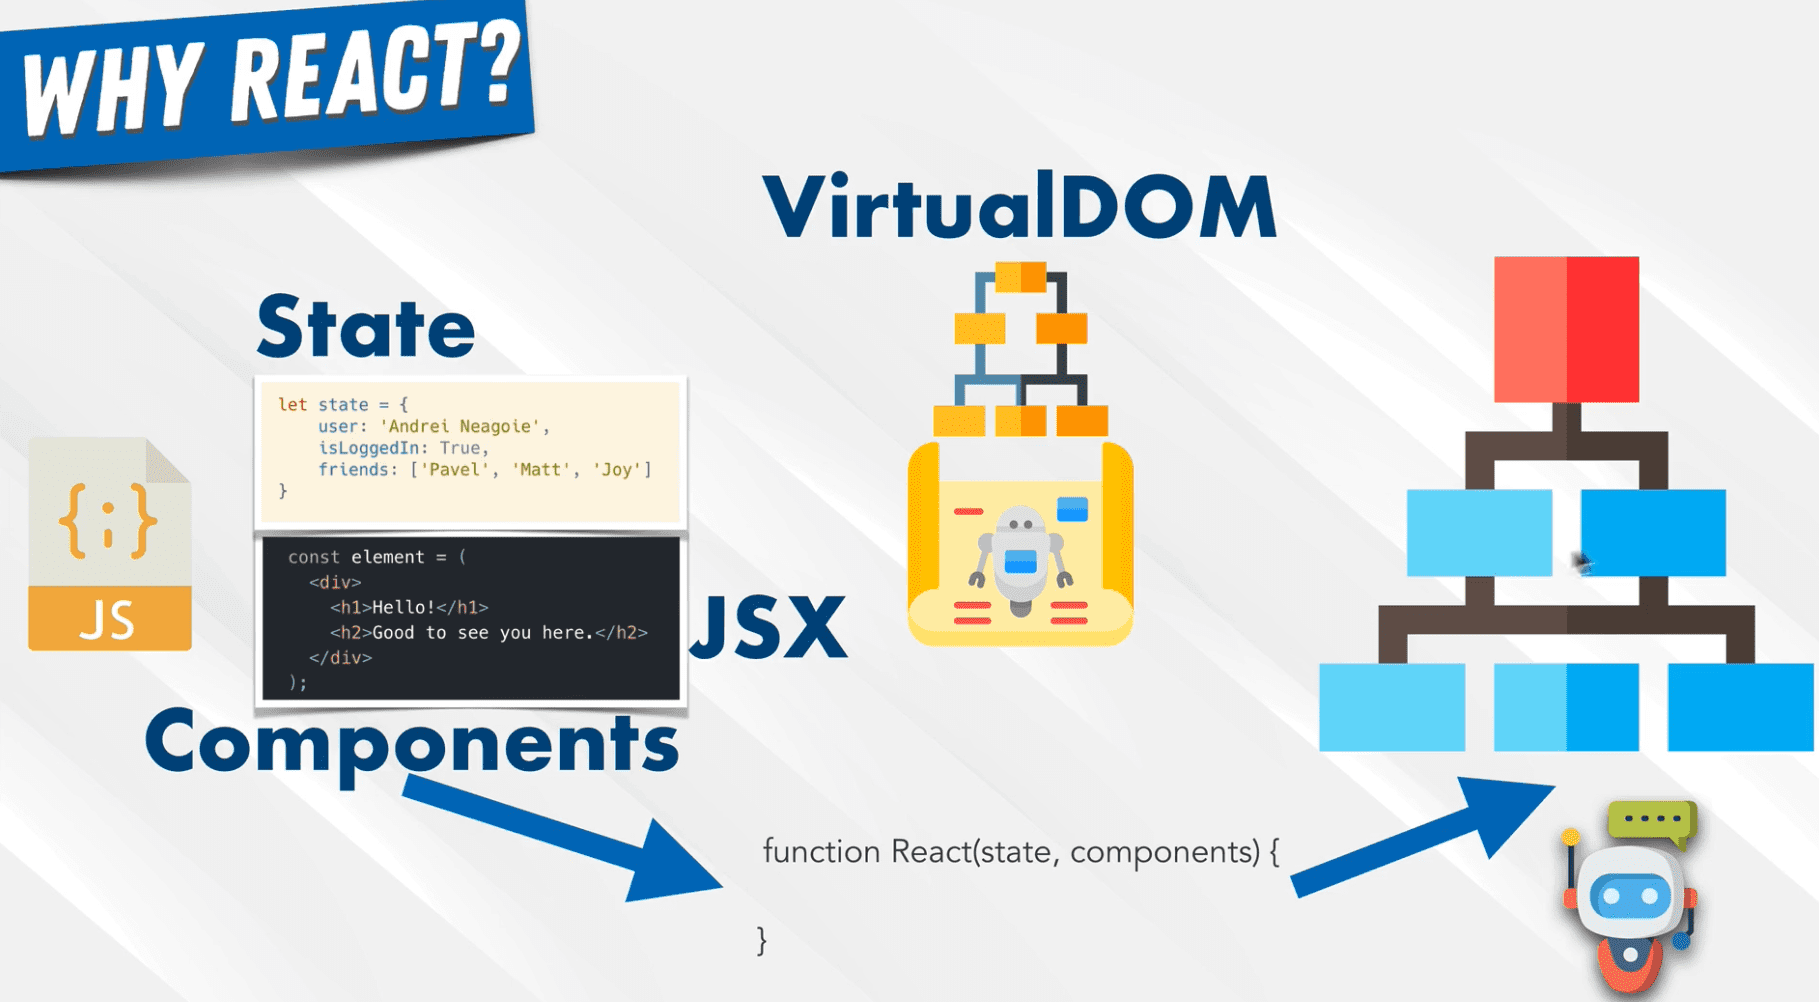 WHY REACT?
VirtualDOM
State
let state = {
user: 'Andrei Neagoie',
isLoggedIn: True,
friends: ['Pavel', 'Matt', 'Joy']
}
{;}
JS
const element = (
<div>
<h1>Hello!</h1>
<h2>Good to see you here.</h2>
</div>
);
JSX
Components
function React(state, components) {
}